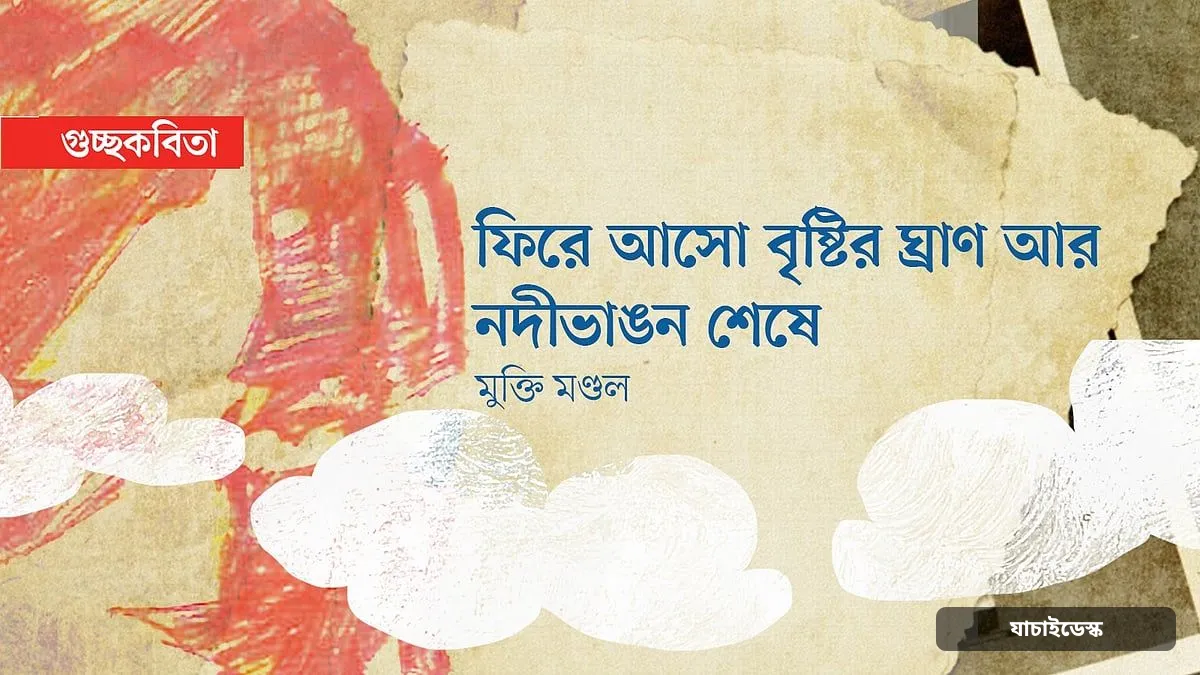 গুচ্ছকবিতা
ফিরে আসো বৃষ্টির ঘ্রাণ আর
নদীভাঙন শেষে
মুক্তি মণ্ডল
যাচাইডেস্ক